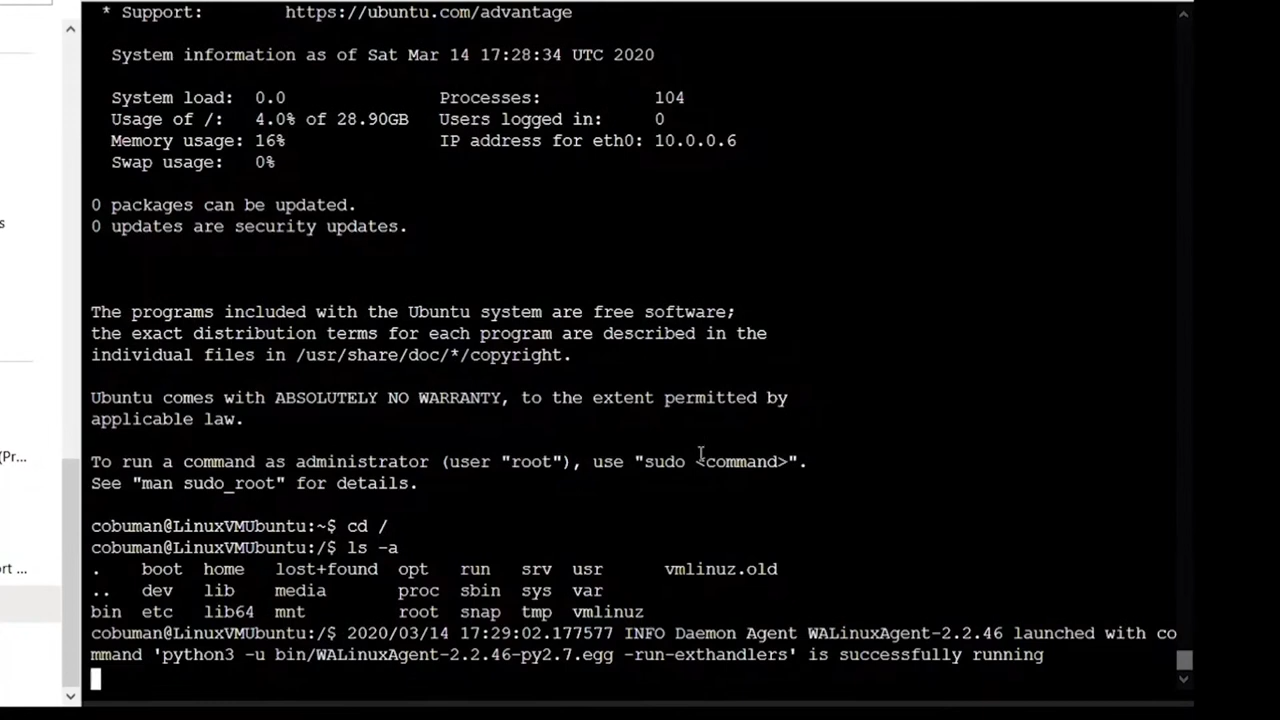 * Support: https://ubuntu.com/advantage
System information as of Sat Mar 14 17:28:34 UTC 2020
System load: 0.0 Processes: 104
Usage of /: 4.0% of 28.90GB Users logged in: 0
Memory usage: 16% IP address for eth0: 10.0.0.6
Swap usage: 0%
0 packages can be updated.
s
0 updates are security updates.
The programs included with the Ubuntu system are free software;
the exact distribution terms for each program are described in the
individual files in /usr/share/doc/*/copyright.
Ubuntu comes with ABSOLUTELY NO WARRANTY, to the extent permitted by
applicable law.
(Pr...
To run a command as administrator (user "root"), use "sudo <command>".
See "man sudo_root" for details.
cobuman@LinuxVMUbuntu:~$ cd /
cobuman@LinuxVMUbuntu:/$ ls -a
. boot home lost+found opt run srv usr vmlinuz.old
ort ...
.. dev lib media proc sbin sys var
bin etc lib64 mnt root snap tmp vmlinuz
cobuman@LinuxVMUbuntu:/$ 2020/03/14 17:29:02.177577 INFO Daemon Agent WALinuxAgent-2.2.46 launched with co
mmand 'python3 -u bin/WALinuxAgent-2.2.46-py2.7.egg -run-exthandlers' is successfully running